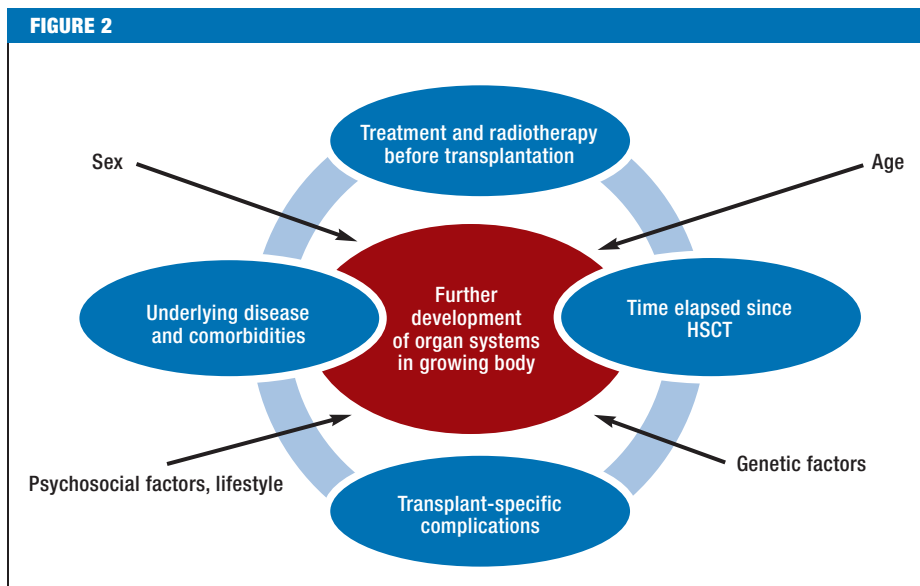 FIGURE 2
Treatment and radiotherapy
before transplantation
Sex
Age
Underlying disease
and comorbidities
Further
development
of organ systems
in growing body
Time elapsed since
HSCT
Psychosocial factors, lifestyle
Genetic factors
Transplant-specific
complications